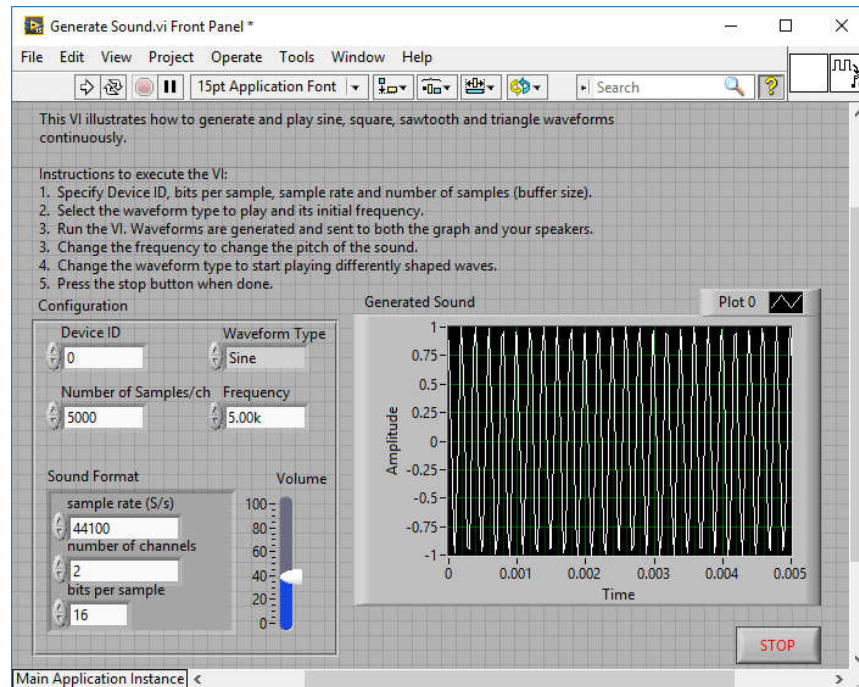 Generate Sound.vi Front Panel *
File Edit View Project Operate Tools Window Help
15pt Application Font
Search
This VI illustrates how to generate and play sine, square, sawtooth and triangle waveforms
continuously.
Instructions to execute the VI:
1. Specify Device ID, bits per sample, sample rate and number of samples (buffer size).
2. Select the waveform type to play and its initial frequency.
3. Run the VI. Waveforms are generated and sent to both the graph and your speakers.
3. Change the frequency to change the pitch of the sound.
4. Change the waveform type to start playing differently shaped waves.
5. Press the stop button when done.
Configuration
Device ID Waveform Type
0 Sine
Number of Samples/ch Frequency
5000 5.00k
Sound Format
sample rate (S/s)
44100
number of channels
2
bits per sample
16
Volume
100
80
60
40
20
0
Generated Sound
Plot 0
Amplitude
1
0.75
0.5
0.25
0
-0.25
-0.5
-0.75
-1
0 0.001 0.002 0.003 0.004 0.005
Time
STOP
Main Application Instance